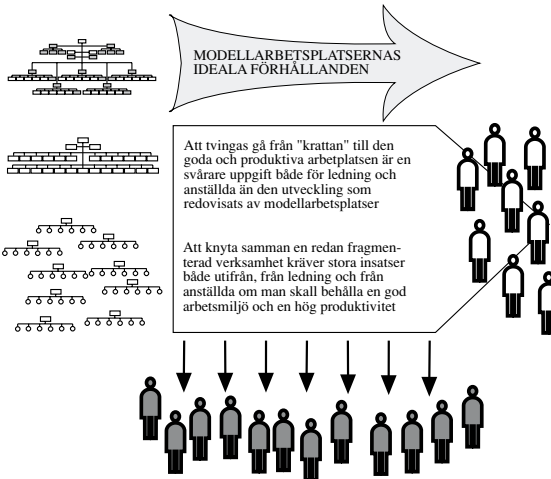 MODELLARBETSPLATSERNAS
IDEALA FÖRHÅLLANDEN
Att tvingas gå från "krattan" till den
goda och produktiva arbetplatsen är en
svårare uppgift både för ledning och
anställda än den utveckling som
redovisats av modellarbetsplatser
Att knyta samman en redan fragmen-
terad verksamhet kräver stora insatser
både utifrån, från ledning och från
anställda om man skall behålla en god
arbetsmiljö och en hög produktivitet